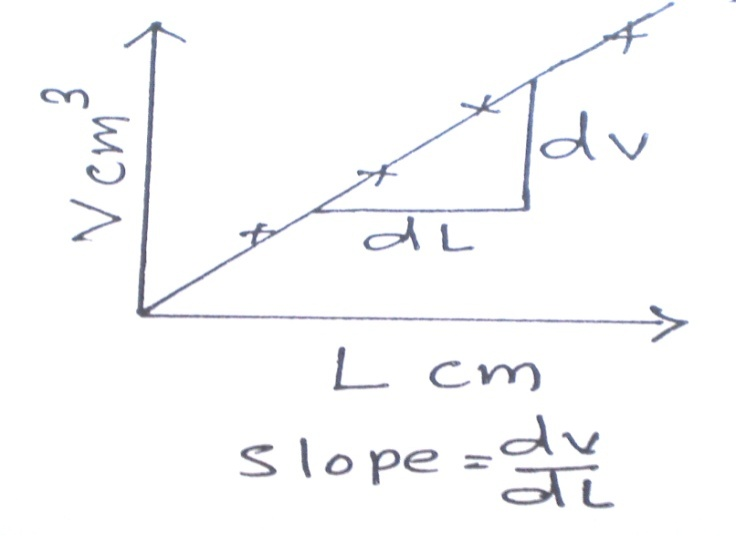 V cm³
dv
dL
L cm
slope = dv/dL